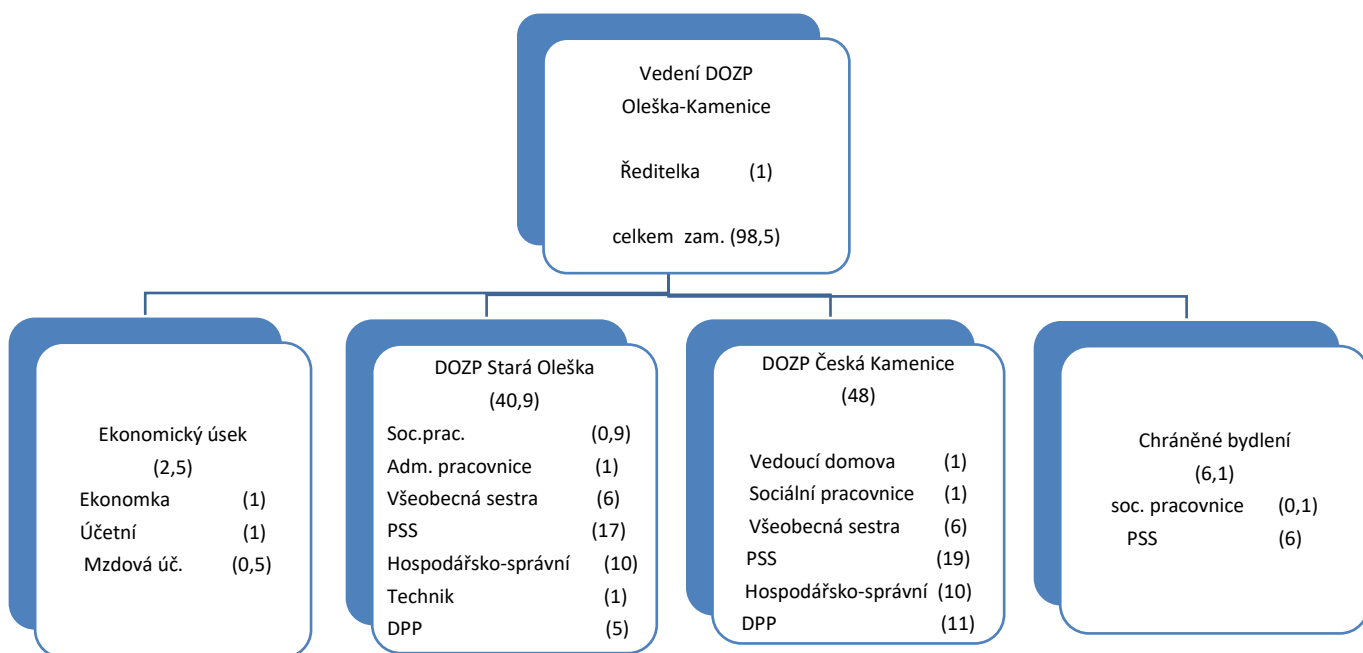 Vedení DOZP
Oleška-Kamenice
Ředitelka (1)
celkem zam. (98,5)
Ekonomický úsek
(2,5)
Ekonomka (1)
Účetní (1)
Mzdová úč. (0,5)
DOZP Stará Oleška
(40,9)
Soc.prac. (0,9)
Adm. pracovnice (1)
Všeobecná sestra (6)
PSS (17)
Hospodářsko-správní (10)
Technik (1)
DPP (5)
DOZP Česká Kamenice
(48)
Vedoucí domova (1)
Sociální pracovnice (1)
Všeobecná sestra (6)
PSS (19)
Hospodářsko-správní (10)
DPP (11)
Chráněné bydlení
(6,1)
soc. pracovnice (0,1)
PSS (6)